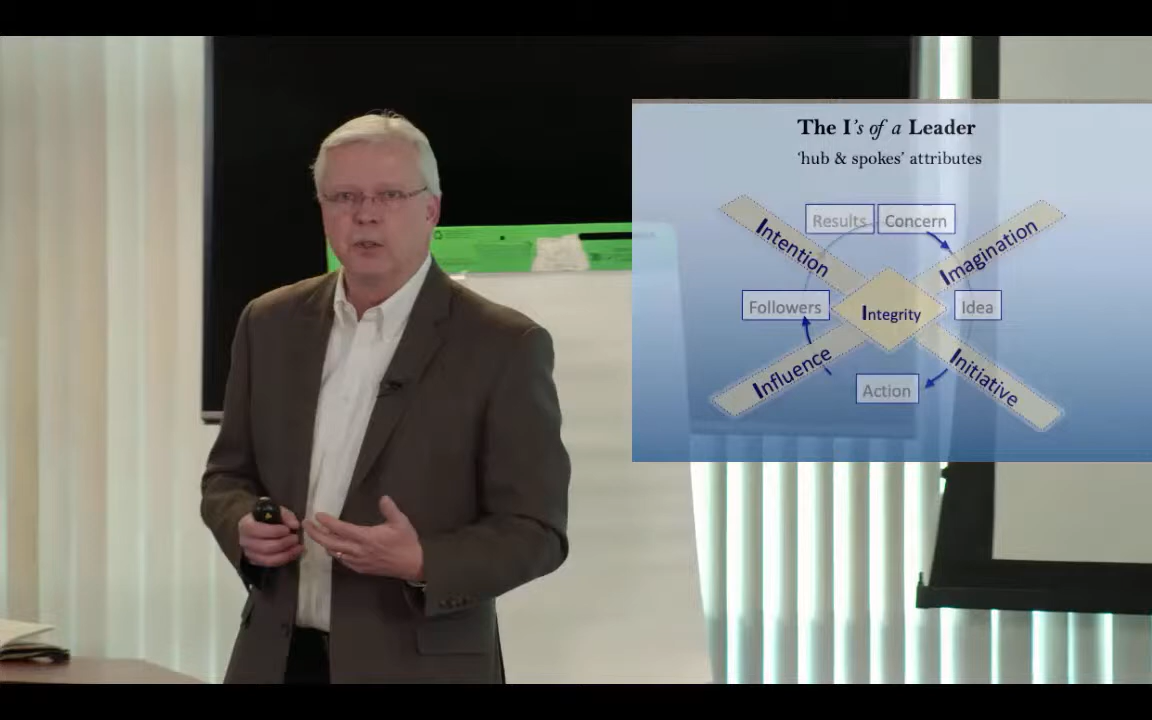 The I's of a Leader
'hub & spokes' attributes
Results
Concern
Intention
Imagination
Followers
Integrity
Idea
Influence
Initiative
Action